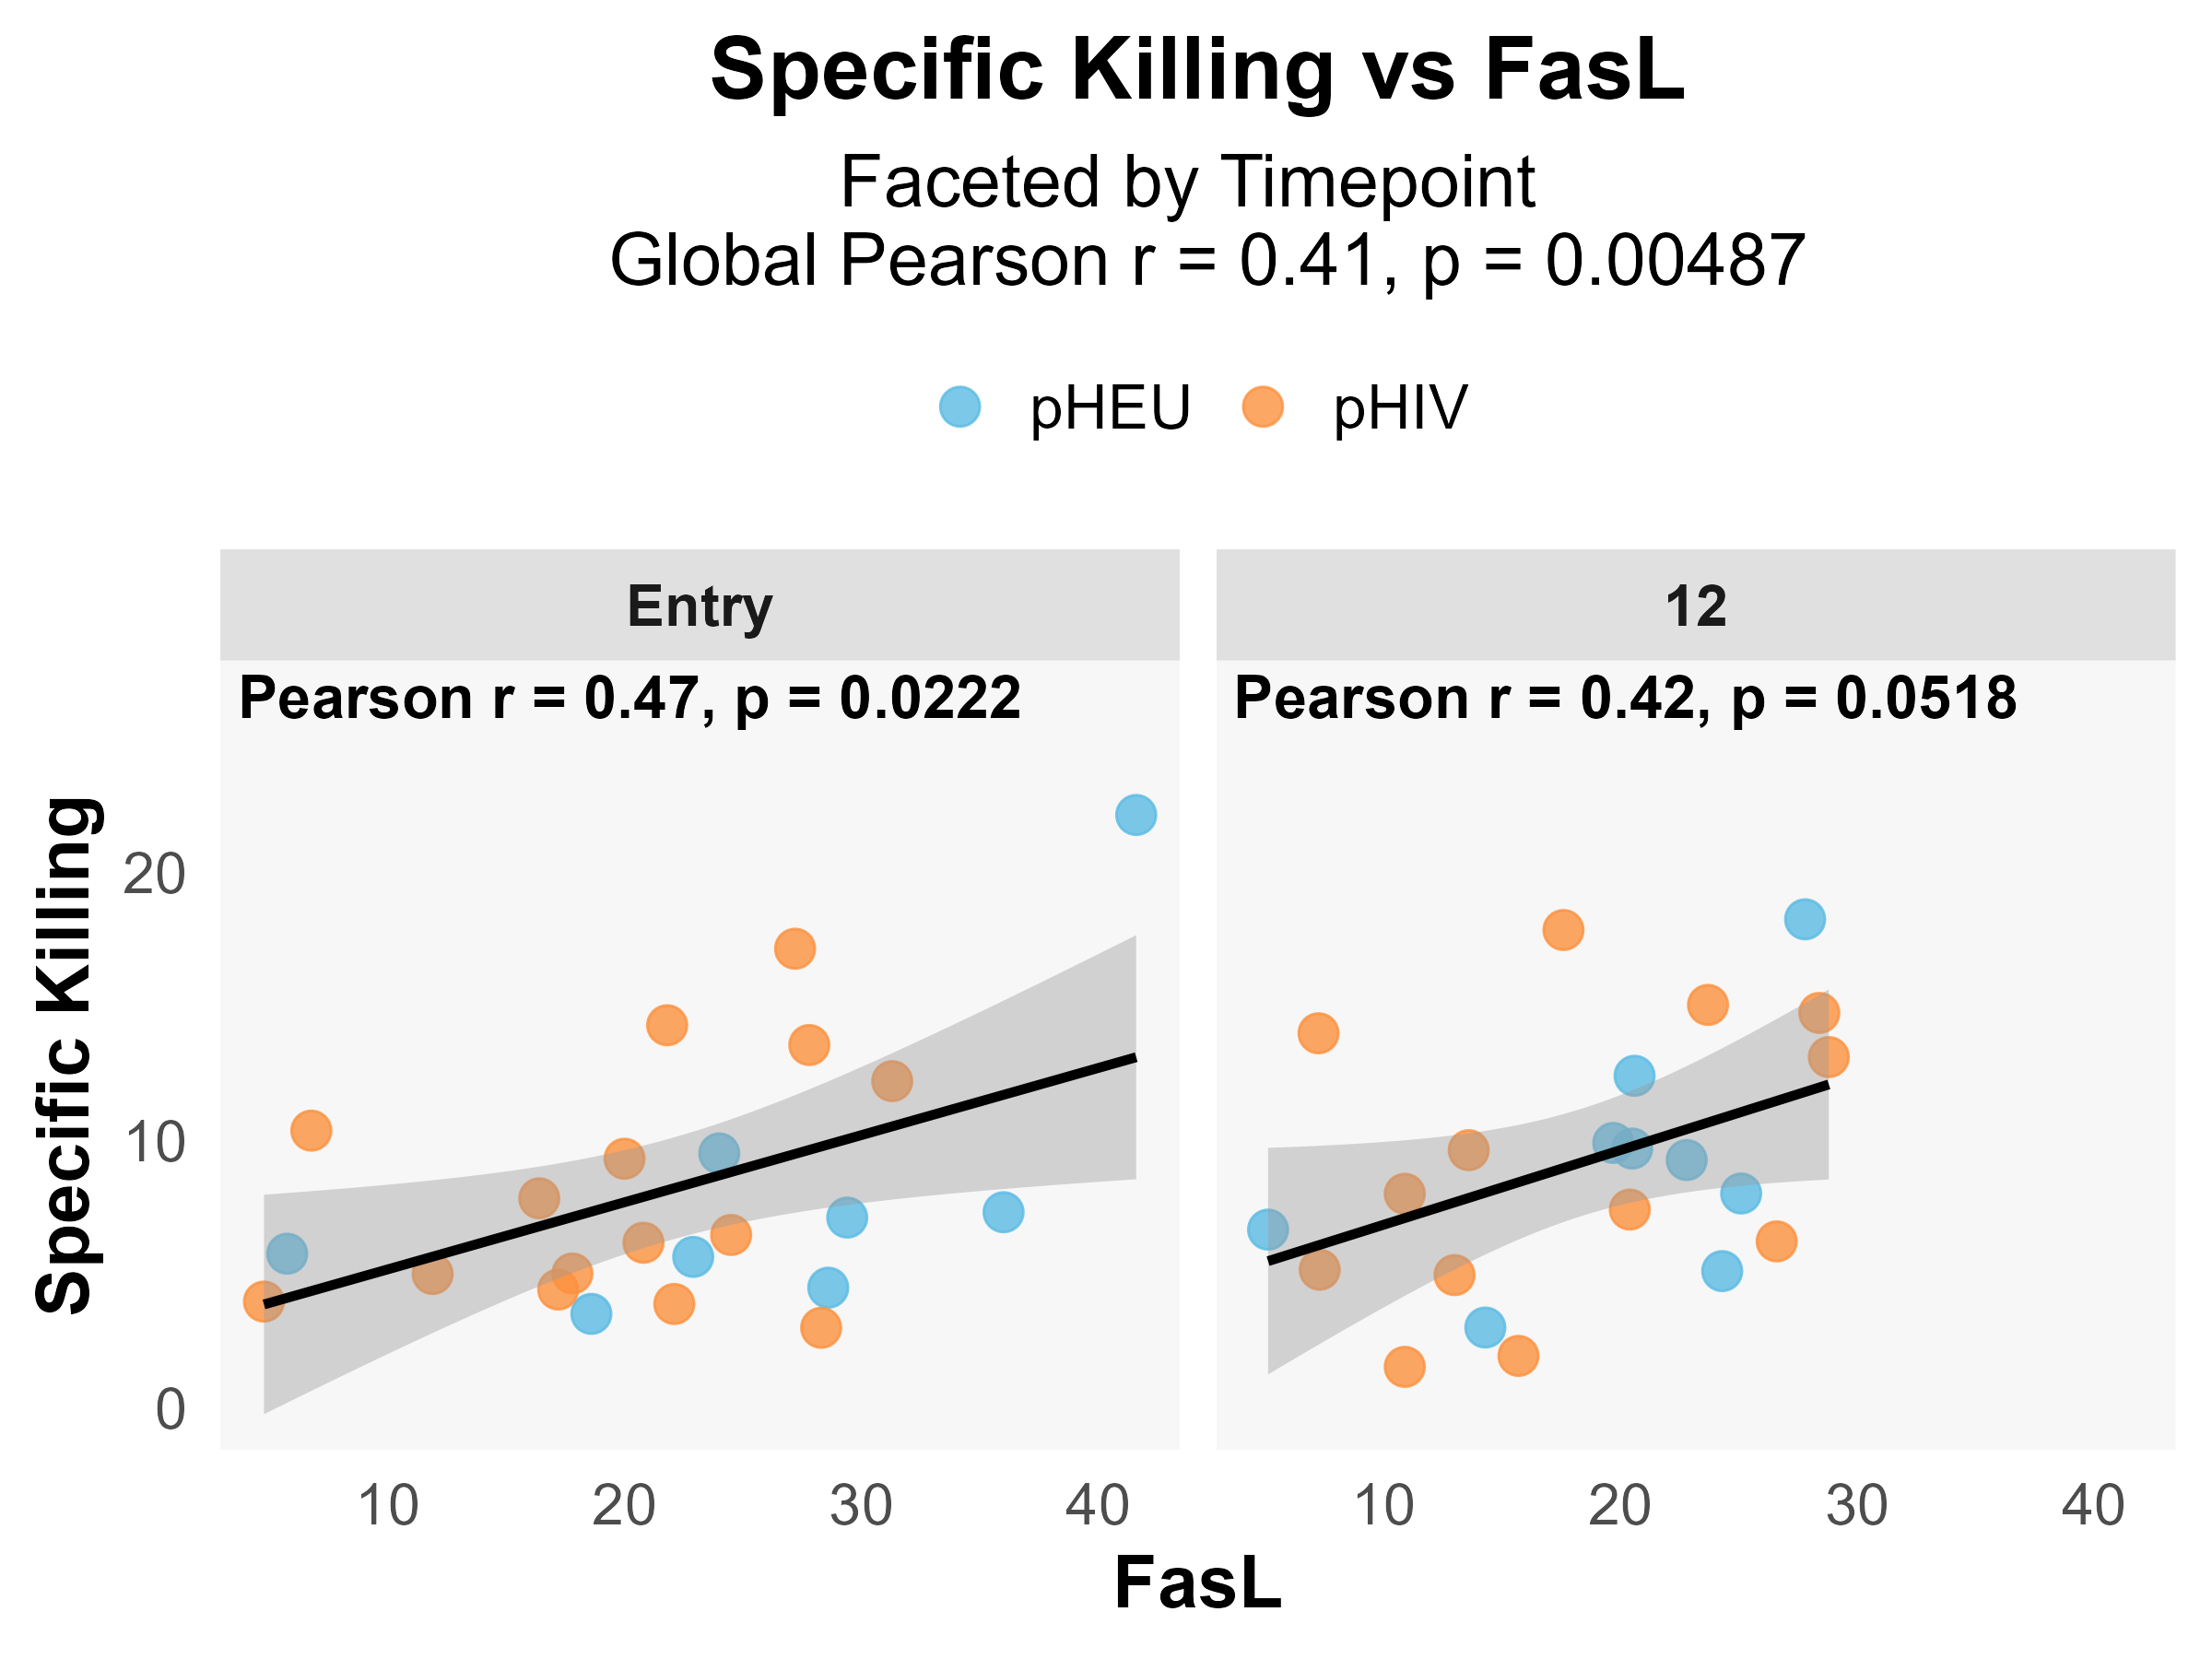 Specific Killing vs FasL
Faceted by Timepoint
Global Pearson r = 0.41, p = 0.00487
pHEU
pHIV
Entry
12
Pearson r = 0.47, p = 0.0222
Pearson r = 0.42, p = 0.0518
Specific Killing
20
10
0
10
20
30
40
10
20
30
40
FasL